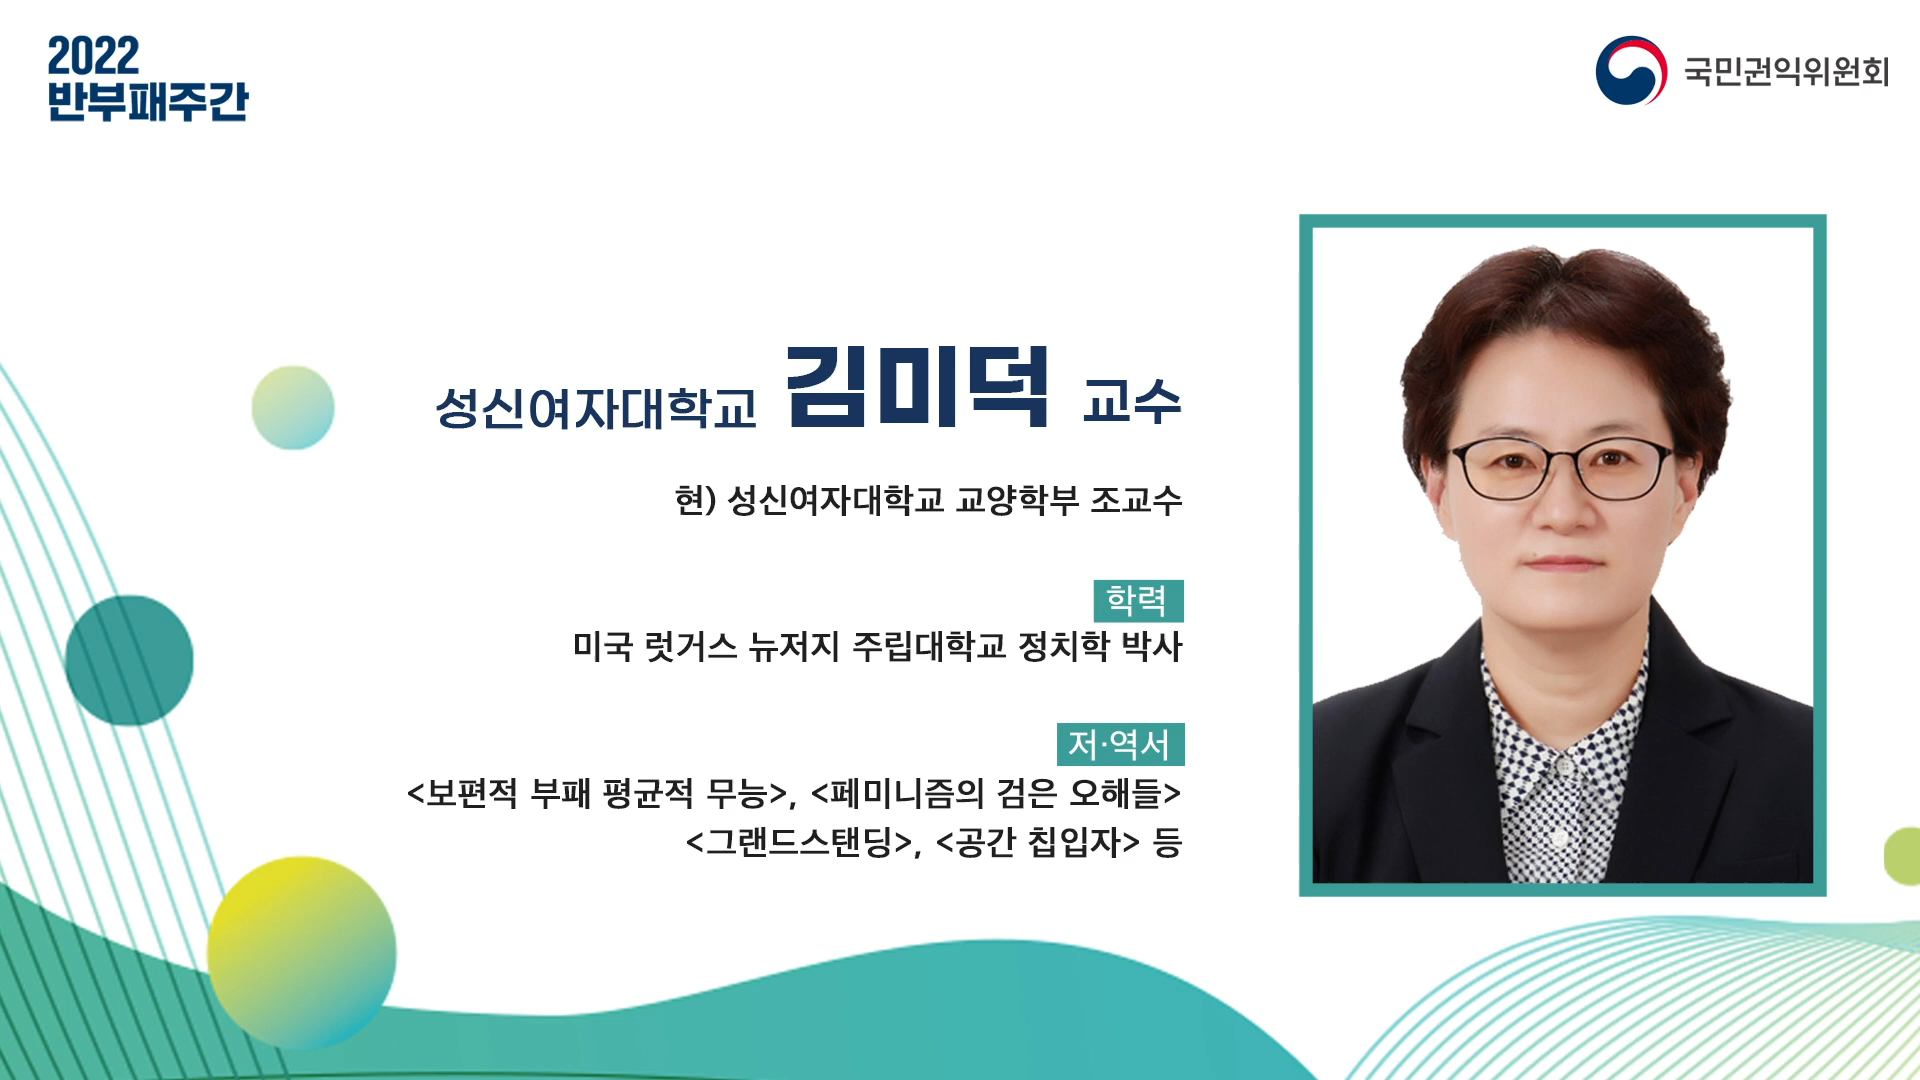 2022
반부패주간
국민권익위원회
성신여자대학교 김미덕 교수
현) 성신여자대학교 교양학부 조교수
학력
미국 럿거스 뉴저지 주립대학교 정치학 박사
저·역서
<보편적 부패 평균적 무능>, <페미니즘의 검은 오해들>
<그랜드스탠딩>, <공간 칩입자> 등